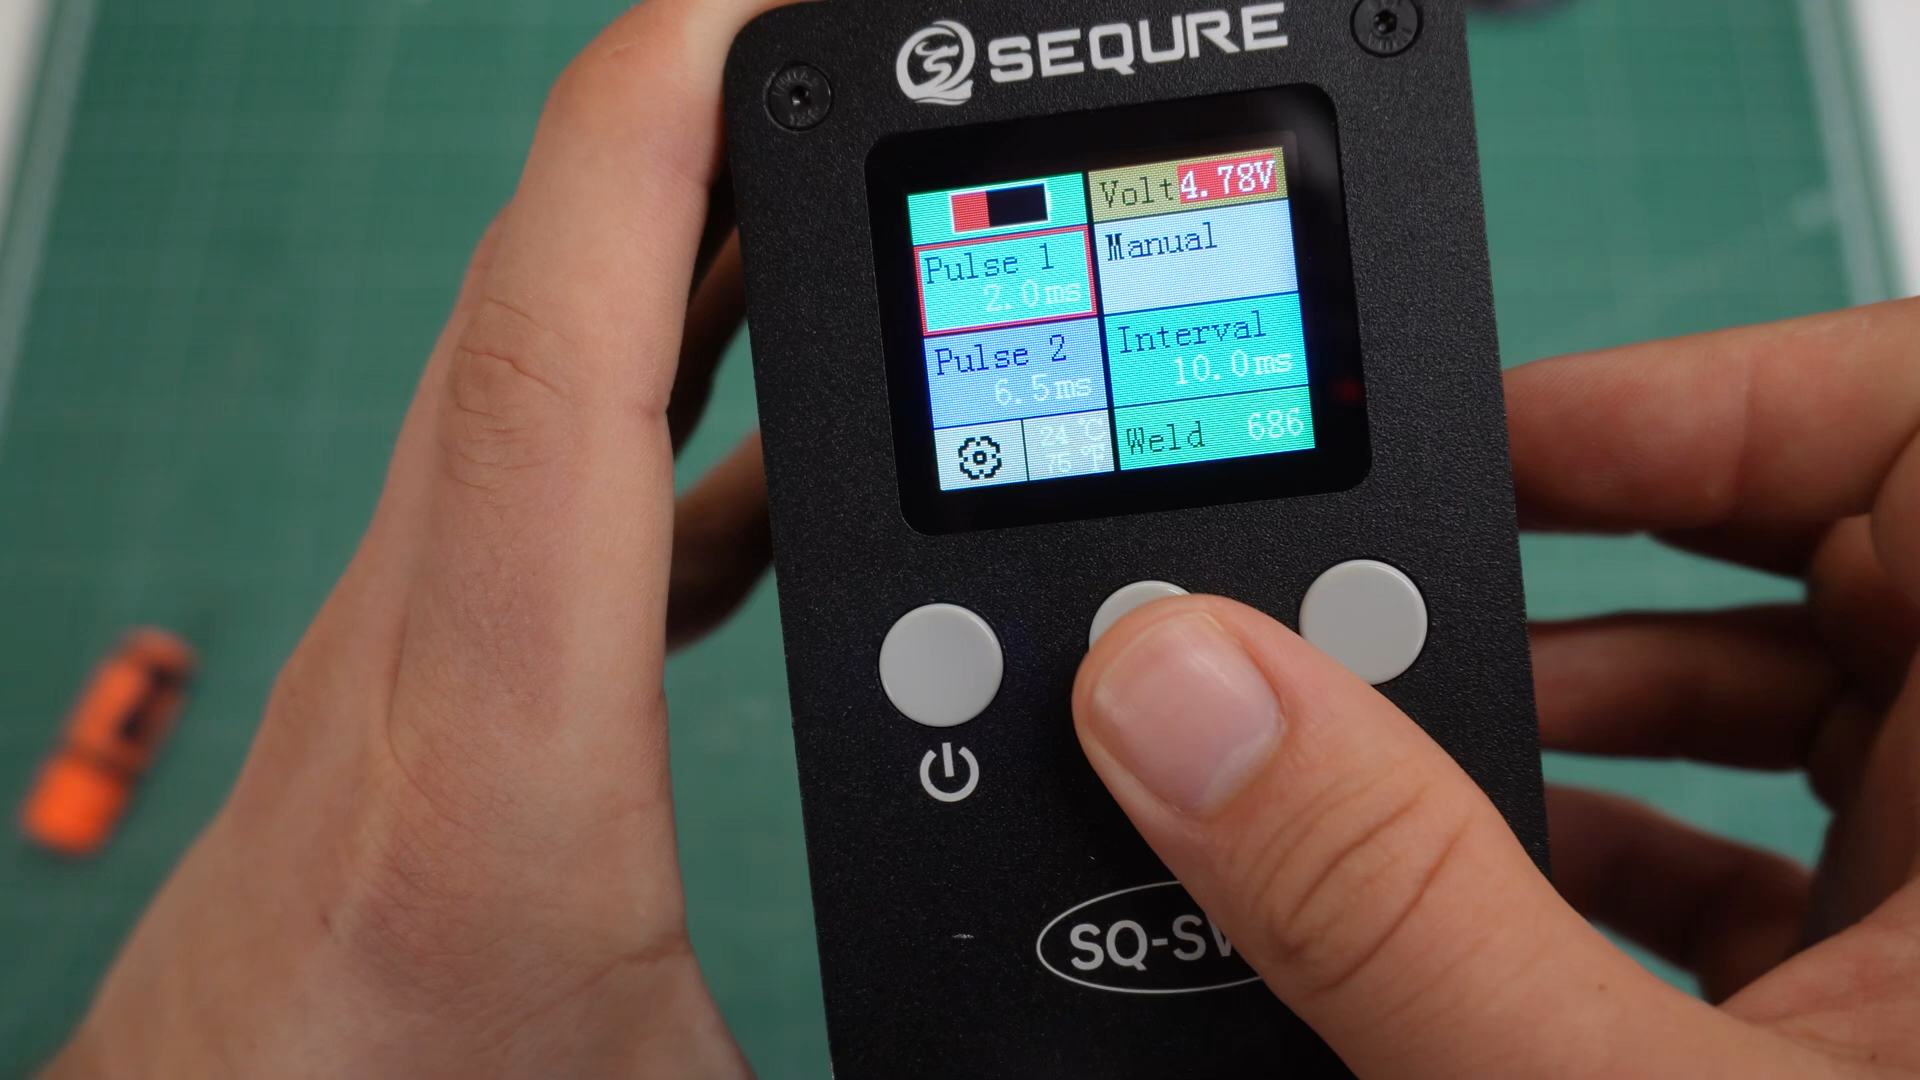 SEQURE
Volt 4.78V
Pulse 1
2.0ms
Manual
Pulse 2
6.5ms
Interval
10.0ms
24 ℃
75 ℉
Weld 686
SQ-SW